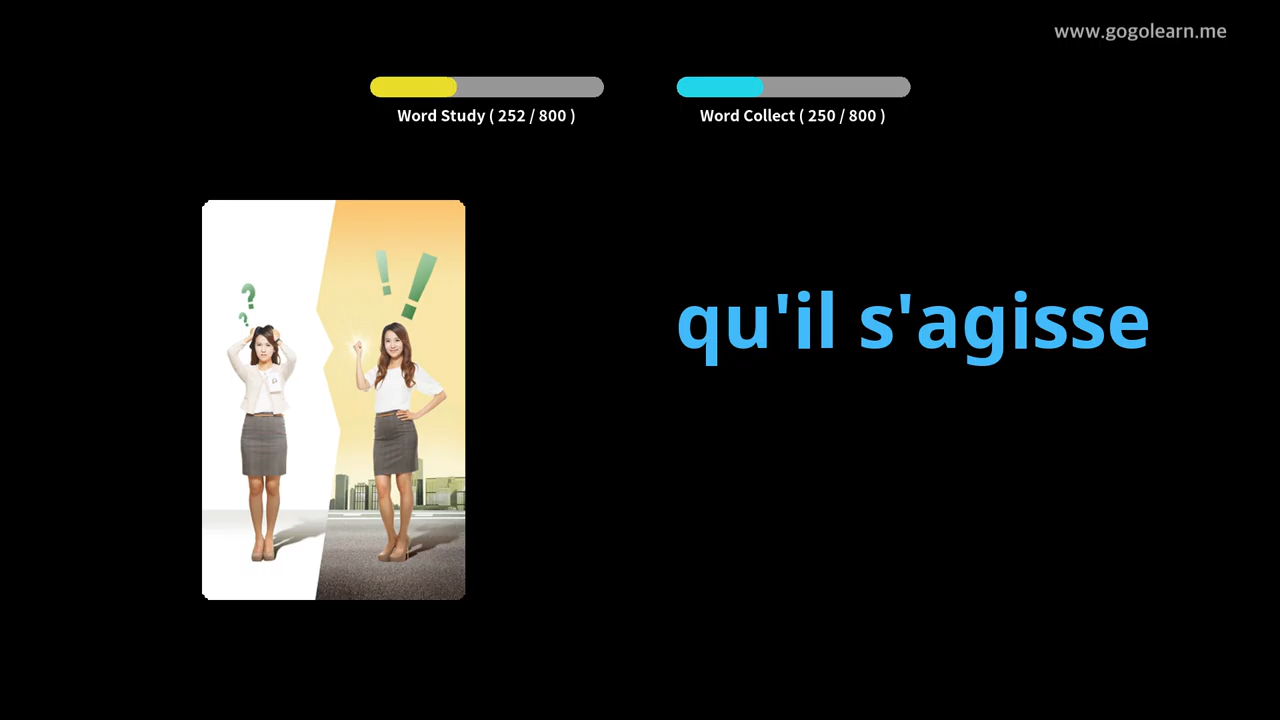 www.gogolearn.me
Word Study ( 252 / 800 )
Word Collect ( 250 / 800 )
? ?
! !
qu'il s'agisse